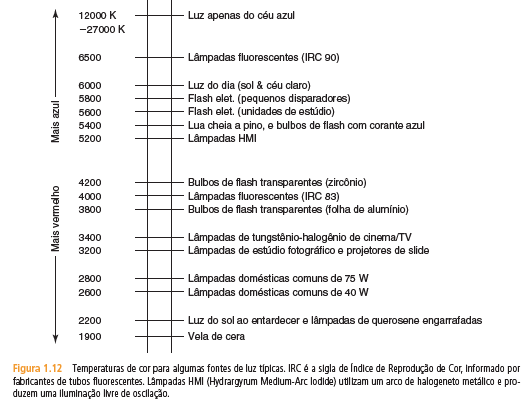 12000 K Luz apenas do céu azul
−27000 K
6500 Lâmpadas fluorescentes (IRC 90)
6000 Luz do dia (sol & céu claro)
5800 Flash elet. (pequenos disparadores)
5600 Flash elet. (unidades de estúdio)
5400 Lua cheia a pino, e bulbos de flash com corante azul
5200 Lâmpadas HMI
Mais azul
4200 Bulbos de flash transparentes (zircônio)
4000 Lâmpadas fluorescentes (IRC 83)
3800 Bulbos de flash transparentes (folha de alumínio)
3400 Lâmpadas de tungstênio-halogênio de cinema/TV
3200 Lâmpadas de estúdio fotográfico e projetores de slide
2800 Lâmpadas domésticas comuns de 75 W
2600 Lâmpadas domésticas comuns de 40 W
2200 Luz do sol ao entardecer e lâmpadas de querosene engarrafadas
1900 Vela de cera
Mais vermelho
Figura 1.12 Temperaturas de cor para algumas fontes de luz típicas. IRC é a sigla de Índice de Reprodução de Cor, informado por
fabricantes de tubos fluorescentes. Lâmpadas HMI (Hydrargyrum Medium-Arc Iodide) utilizam um arco de halogeneto metálico e pro-
duzem uma iluminação livre de oscilação.